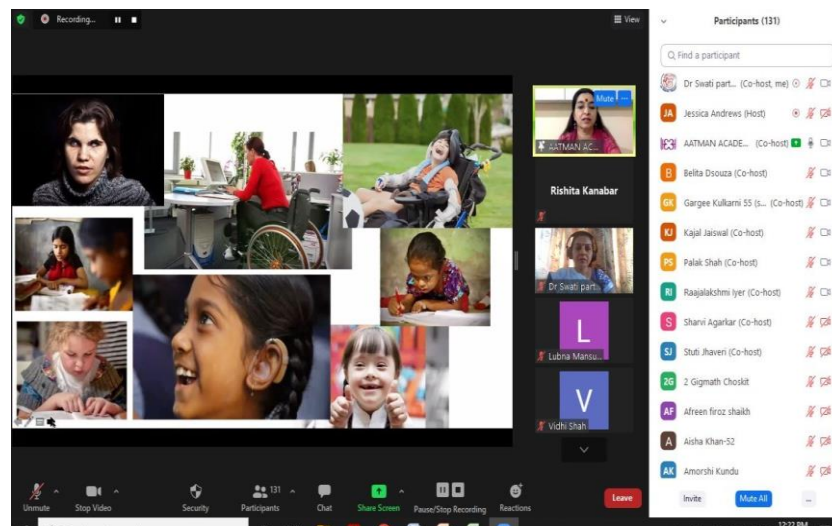 Recording...
View
Participants (131)
Find a participant
Mute
AATMAN AC...
Rishita Kanabar
Dr Swati part...
L
Lubna Mansu...
V
Vidhi Shah
Dr Swati part... (Co-host, me)
JA Jessica Andrews (Host)
AATMAN ACADE... (Co-host)
B Belita Dsouza (Co-host)
GK Gargee Kulkarni 55 (s... (Co-host)
KJ Kajal Jaiswal (Co-host)
PS Palak Shah (Co-host)
RI Raajalakshmi Iyer (Co-host)
S Sharvi Agarkar (Co-host)
SJ Stuti Jhaveri (Co-host)
2G 2 Gigmath Choskit
AF Afreen firoz shaikh
A Aisha Khan-52
AK Amorshi Kundu
Invite
Mute All
...
Unmute
Stop Video
Security
131
Participants
Chat
Share Screen
Pause/Stop Recording
Reactions
Leave
12:22 PM